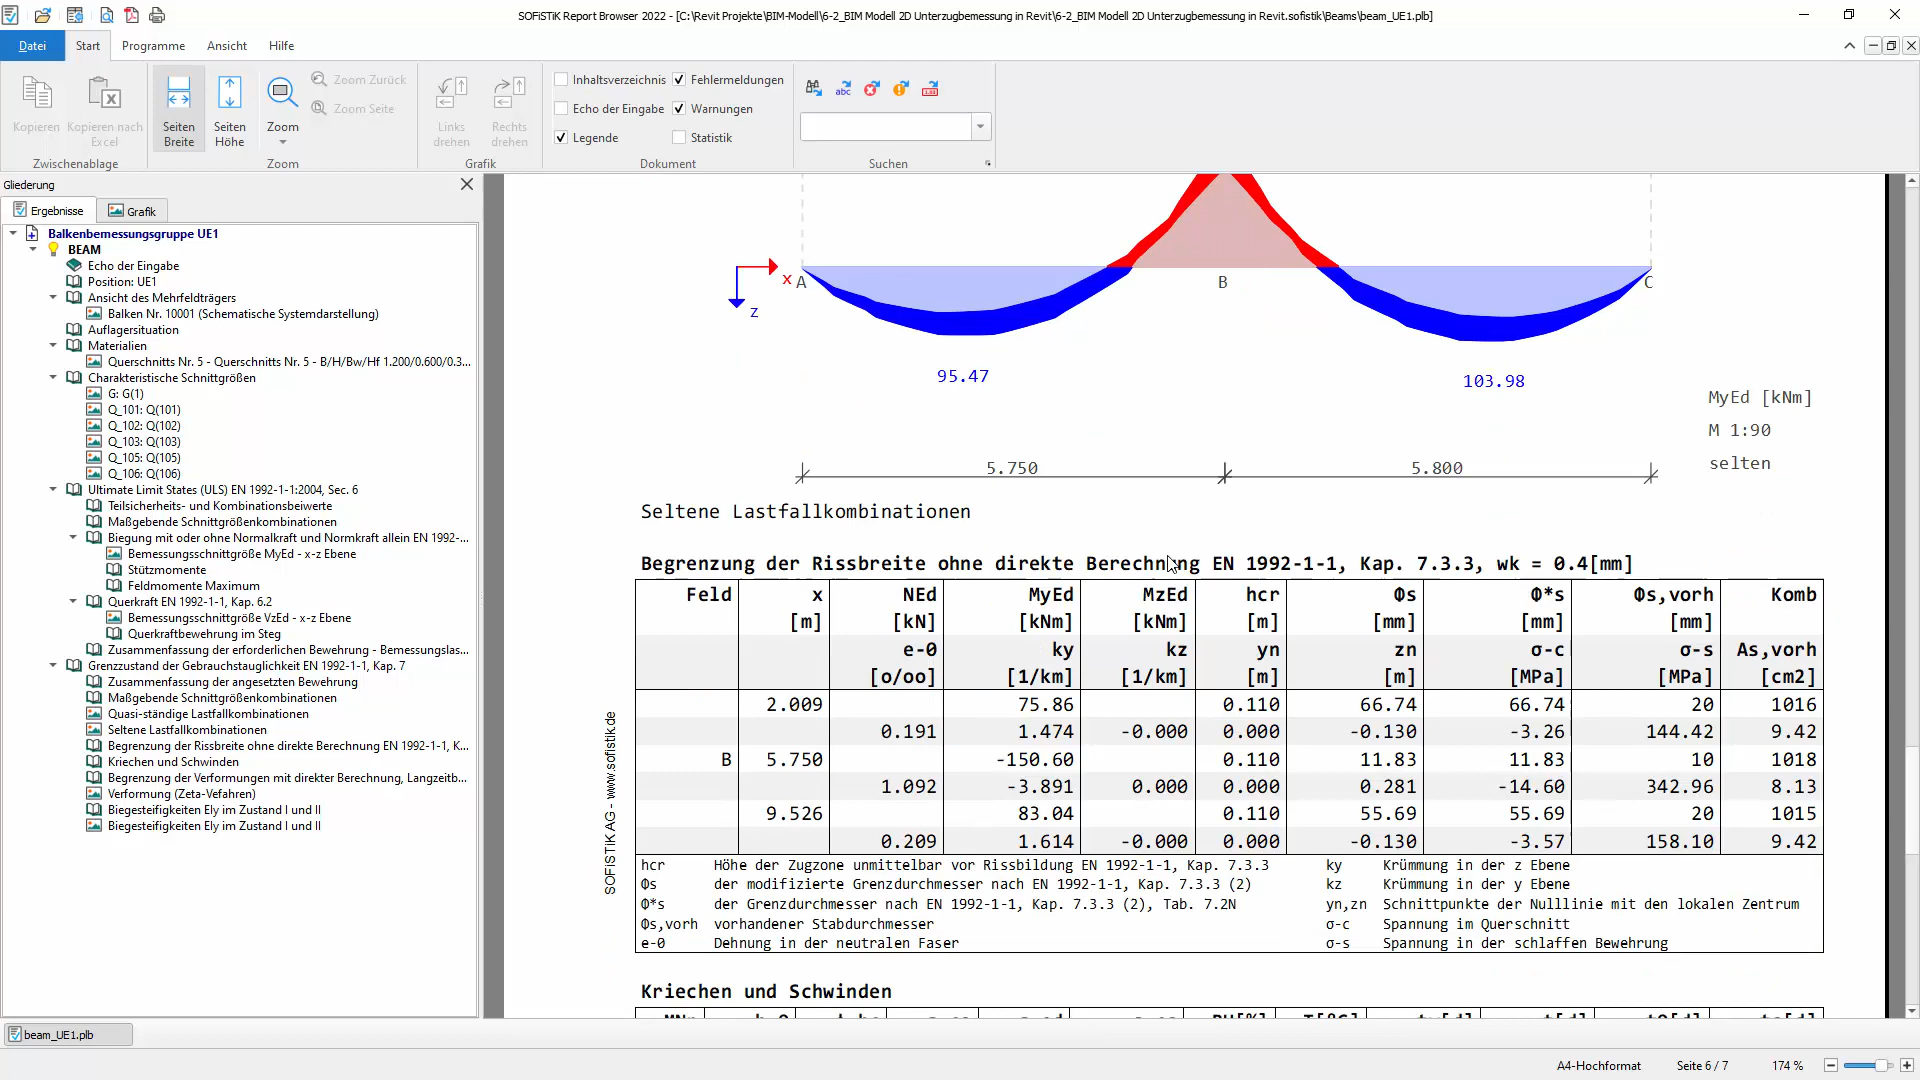 SOFiSTiK Report Browser 2022 - [C:\Revit Projekte\BIM-Modell\6-2_BIM Modell 2D Unterzugbemessung in Revit\6-2_BIM Modell 2D Unterzugbemessung in Revit.sofistik\Beams\beam_UE1.plb]
Datei Start Programme Ansicht Hilfe
Kopieren
Kopieren nach Excel
Seiten Breite
Seiten Höhe
Zoom
Zoom Zurück
Zoom Seite
Links drehen
Rechts drehen
Inhaltsverzeichnis Fehlermeldungen
Echo der Eingabe Warnungen
Legende Statistik
Zwischenablage Zoom Grafik Dokument Suchen
Gliederung
Ergebnisse Grafik
Balkenbemessungsgruppe UE1
BEAM
Echo der Eingabe
Position: UE1
Ansicht des Mehrfeldträgers
Balken Nr. 10001 (Schematische Systemdarstellung)
Auflagersituation
Materialien
Querschnitts Nr. 5 - Querschnitts Nr. 5 - B/H/Bw/Hf 1.200/0.600/0.3...
Charakteristische Schnittgrößen
G: G(1)
Q_101: Q(101)
Q_102: Q(102)
Q_103: Q(103)
Q_105: Q(105)
Q_106: Q(106)
Ultimate Limit States (ULS) EN 1992-1-1:2004, Sec. 6
Teilsicherheits- und Kombinationsbeiwerte
Maßgebende Schnittgrößenkombinationen
Biegung mit oder ohne Normalkraft und Normkraft allein EN 1992-...
Bemessungsschnittgröße MyEd - x-z Ebene
Stützmomente
Feldmomente Maximum
Querkraft EN 1992-1-1, Kap. 6.2
Bemessungsschnittgröße VzEd - x-z Ebene
Querkraftbewehrung im Steg
Zusammenfassung der erforderlichen Bewehrung - Bemessungslas...
Grenzzustand der Gebrauchstauglichkeit EN 1992-1-1, Kap. 7
Zusammenfassung der angesetzten Bewehrung
Maßgebende Schnittgrößenkombinationen
Quasi-ständige Lastfallkombinationen
Seltene Lastfallkombinationen
Begrenzung der Rissbreite ohne direkte Berechnung EN 1992-1-1, K...
Kriechen und Schwinden
Begrenzung der Verformungen mit direkter Berechnung, Langzeitb...
Verformung (Zeta-Vefahren)
Biegesteifigkeiten Ely im Zustand I und II
Biegesteifigkeiten Ely im Zustand I und II
x A B C
z
95.47 103.98
MyEd [kNm]
M 1:90
selten
5.750 5.800
Seltene Lastfallkombinationen
Begrenzung der Rissbreite ohne direkte Berechnung EN 1992-1-1, Kap. 7.3.3, wk = 0.4[mm]
Feld x NEd MyEd MzEd hcr Φs Φ*s Φs,vorh Komb
[m] [kN] [kNm] [kNm] [m] [mm] [mm] [mm]
e-0 ky kz yn zn σ-c σ-s As,vorh
[o/oo] [1/km] [1/km] [m] [m] [MPa] [MPa] [cm2]
2.009 75.86 0.110 66.74 66.74 20 1016
0.191 1.474 -0.000 0.000 -0.130 -3.26 144.42 9.42
B 5.750 -150.60 0.110 11.83 11.83 10 1018
1.092 -3.891 0.000 0.000 0.281 -14.60 342.96 8.13
9.526 83.04 0.110 55.69 55.69 20 1015
0.209 1.614 -0.000 0.000 -0.130 -3.57 158.10 9.42
hcr Höhe der Zugzone unmittelbar vor Rissbildung EN 1992-1-1, Kap. 7.3.3 ky Krümmung in der z Ebene
Φs der modifizierte Grenzdurchmesser nach EN 1992-1-1, Kap. 7.3.3 (2) kz Krümmung in der y Ebene
Φ*s der Grenzdurchmesser nach EN 1992-1-1, Kap. 7.3.3 (2), Tab. 7.2N yn,zn Schnittpunkte der Nulllinie mit den lokalen Zentrum
Φs,vorh vorhandener Stabdurchmesser σ-c Spannung im Querschnitt
e-0 Dehnung in der neutralen Faser σ-s Spannung in der schlaffen Bewehrung
SOFiSTiK AG - www.sofistik.de
Kriechen und Schwinden
beam_UE1.plb
A4-Hochformat Seite 6 / 7 174 %